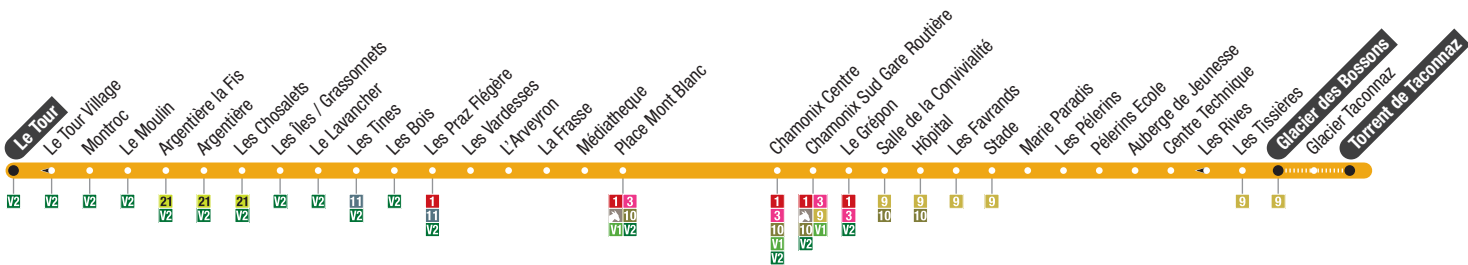 Le Tour
Le Tour Village
Montroc
Le Moulin
Argentière la Fis
Argentière
Les Chosalets
Les Îles / Grassonnets
Le Lavancher
Les Tines
Les Bois
Les Praz Flégère
Les Vardesses
L'Arveyron
La Frasse
Médiatheque
Place Mont Blanc
Chamonix Centre
Chamonix Sud Gare Routière
Le Grépon
Salle de la Convivialité
Hôpital
Les Favrands
Stade
Marie Paradis
Les Pèlerins
Pélerins Ecole
Auberge de Jeunesse
Centre Technique
Les Rives
Les Tissières
Glacier des Bossons
Glacier Taconnaz
Torrent de Taconnaz
V2
V2
V2
V2
21
V2
21
V2
21
V2
V2
V2
11
V2
V2
1
11
V2
1 3
10
V1 V2
1
3
10
V1
V2
1 3
9
10 V1
V2
1
3
V2
9
10
9
10
9
9
9
9